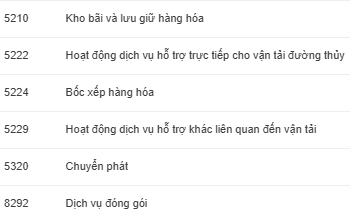 5210 Kho bãi và lưu giữ hàng hóa
5222 Hoạt động dịch vụ hỗ trợ trực tiếp cho vận tải đường thủy
5224 Bốc xếp hàng hóa
5229 Hoạt động dịch vụ hỗ trợ khác liên quan đến vận tải
5320 Chuyển phát
8292 Dịch vụ đóng gói